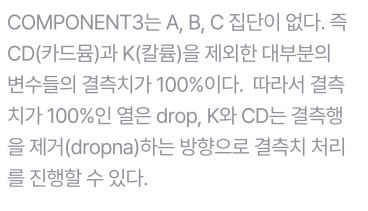 COMPONENT3는 A, B, C 집단이 없다. 즉
CD(카드뮴)과 K(칼륨)을 제외한 대부분의
변수들의 결측치가 100%이다.  따라서 결측
치가 100%인 열은 drop, K와 CD는 결측행
을 제거(dropna)하는 방향으로 결측치 처리
를 진행할 수 있다.